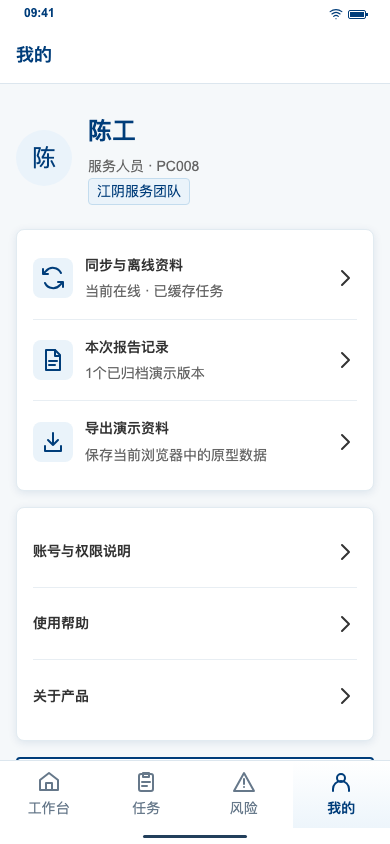 09:41
我的
陈
陈工
服务人员 · PC008
江阴服务团队
同步与离线资料
当前在线 · 已缓存任务
本次报告记录
1个已归档演示版本
导出演示资料
保存当前浏览器中的原型数据
账号与权限说明
使用帮助
关于产品
工作台
任务
风险
我的